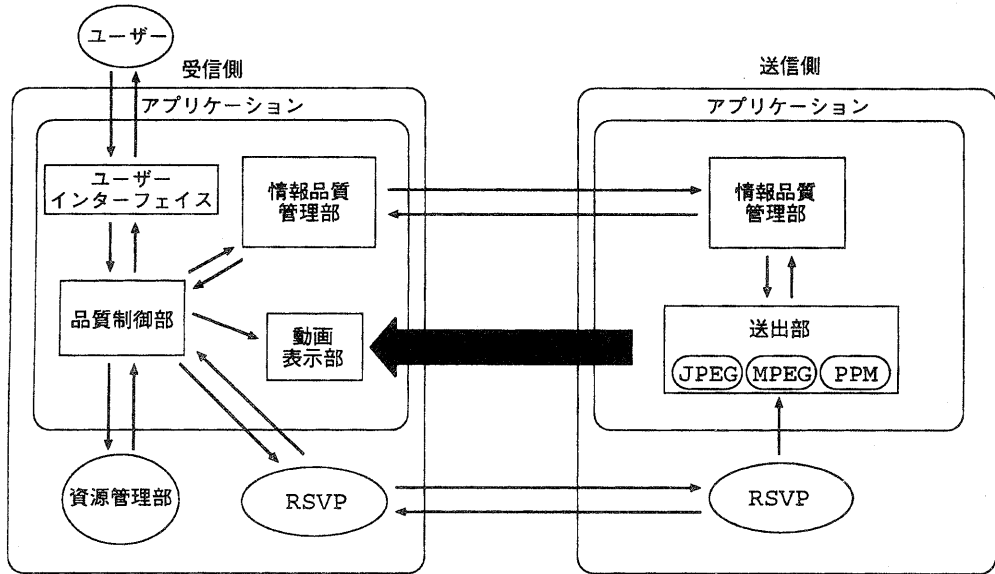 ユーザー
受信側
送信側
アプリケーション
アプリケーション
ユーザー
インターフェイス
情報品質
管理部
情報品質
管理部
品質制御部
動画
表示部
送出部
JPEG MPEG PPM
資源管理部
RSVP
RSVP